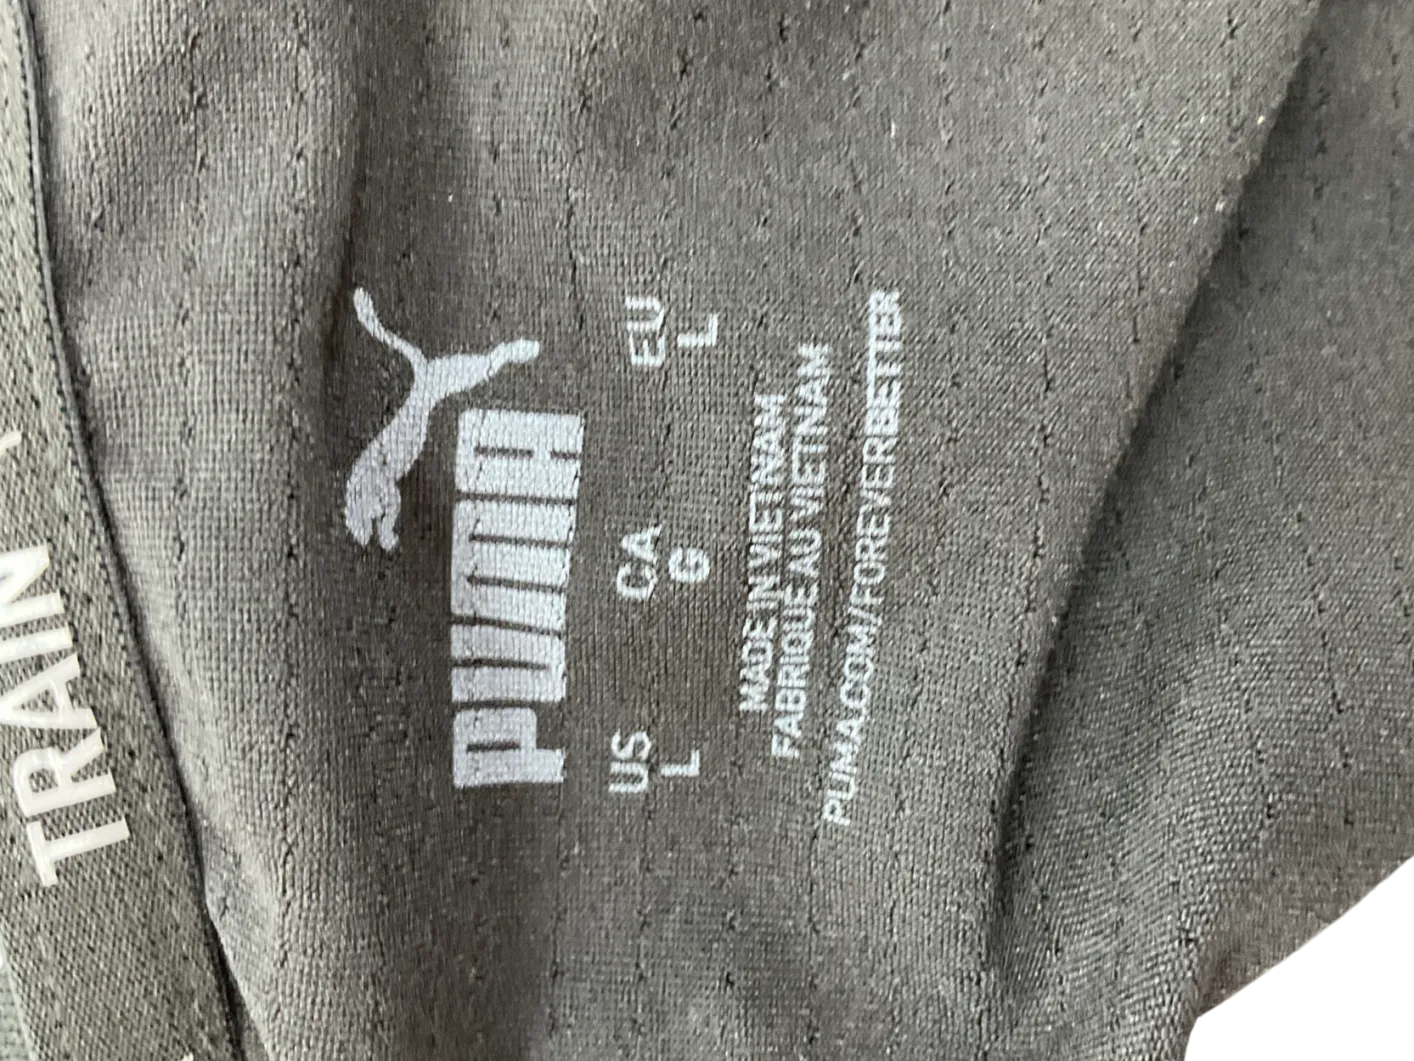 PUMA
US CA EU
L G L
MADE IN VIETNAM
FABRIQUE AU VIETNAM
PUMA.COM/FOREVERBETTER
TRAIN